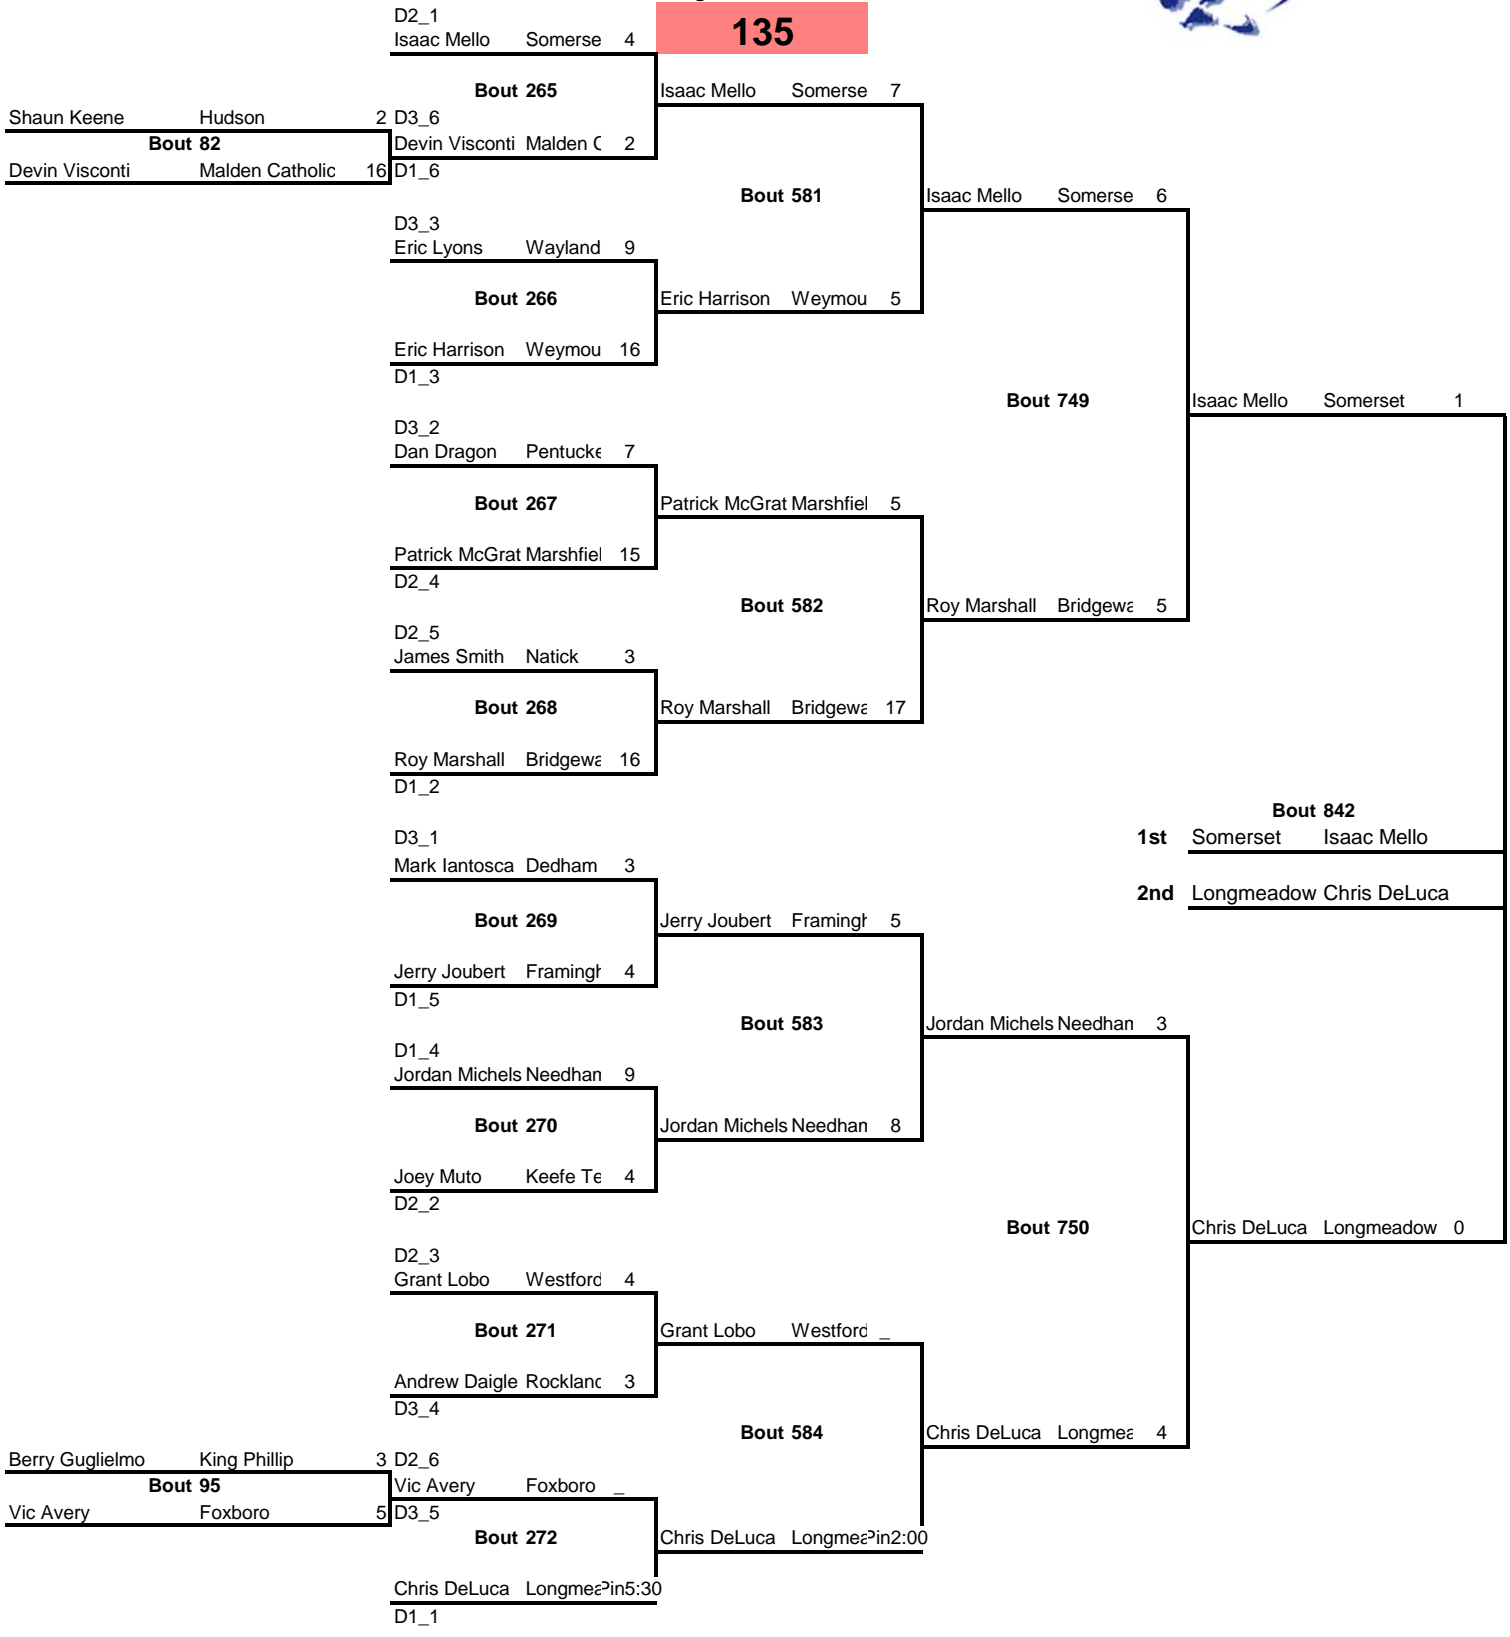 D2_1
Isaac Mello Somerse 4
135
Bout 265
Isaac Mello Somerse 7
Shaun Keene Hudson 2
D3_6
Bout 82
Devin Visconti Malden C 2
Devin Visconti Malden Catholic 16
D1_6
Bout 581
Isaac Mello Somerse 6
D3_3
Eric Lyons Wayland 9
Bout 266
Eric Harrison Weymou 5
Eric Harrison Weymou 16
D1_3
Bout 749
Isaac Mello Somerset 1
D3_2
Dan Dragon Pentucke 7
Bout 267
Patrick McGrat Marshfiel 5
Patrick McGrat Marshfiel 15
D2_4
Bout 582
Roy Marshall Bridgewa 5
D2_5
James Smith Natick 3
Bout 268
Roy Marshall Bridgewa 17
Roy Marshall Bridgewa 16
D1_2
Bout 842
D3_1
1st Somerset Isaac Mello
Mark Iantosca Dedham 3
2nd Longmeadow Chris DeLuca
Bout 269
Jerry Joubert Framingh 5
Jerry Joubert Framingh 4
D1_5
Bout 583
Jordan Michels Needham 3
D1_4
Jordan Michels Needham 9
Bout 270
Jordan Michels Needham 8
Joey Muto Keefe Te 4
D2_2
Bout 750
Chris DeLuca Longmeadow 0
D2_3
Grant Lobo Westford 4
Bout 271
Grant Lobo Westford _
Andrew Daigle Rockland 3
D3_4
Bout 584
Chris DeLuca Longmea 4
Berry Guglielmo King Phillip 3
D2_6
Bout 95
Vic Avery Foxboro _
Vic Avery Foxboro 5
D3_5
Bout 272
Chris DeLuca Longmea Pin2:00
Chris DeLuca Longmea Pin5:30
D1_1